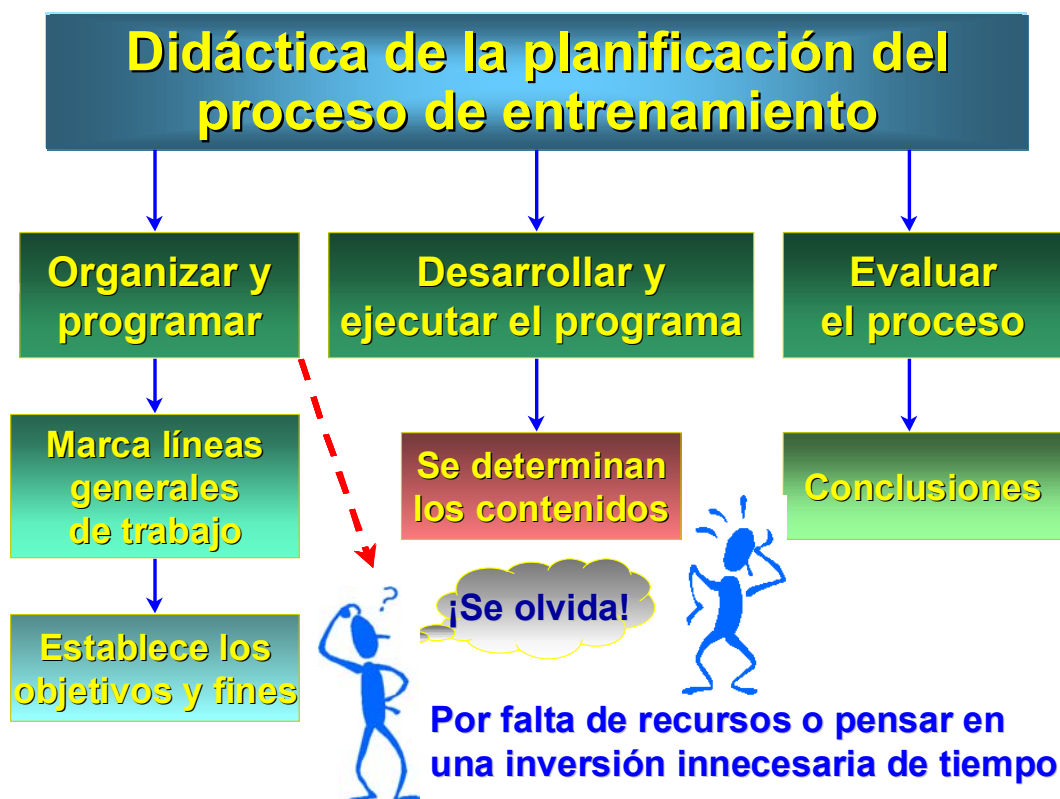 Didáctica de la planificación del
proceso de entrenamiento
Organizar y
programar
Desarrollar y
ejecutar el programa
Evaluar
el proceso
Marca líneas
generales
de trabajo
Se determinan
los contenidos
Conclusiones
Establece los
objetivos y fines
?
¡Se olvida!
Por falta de recursos o pensar en
una inversión innecesaria de tiempo